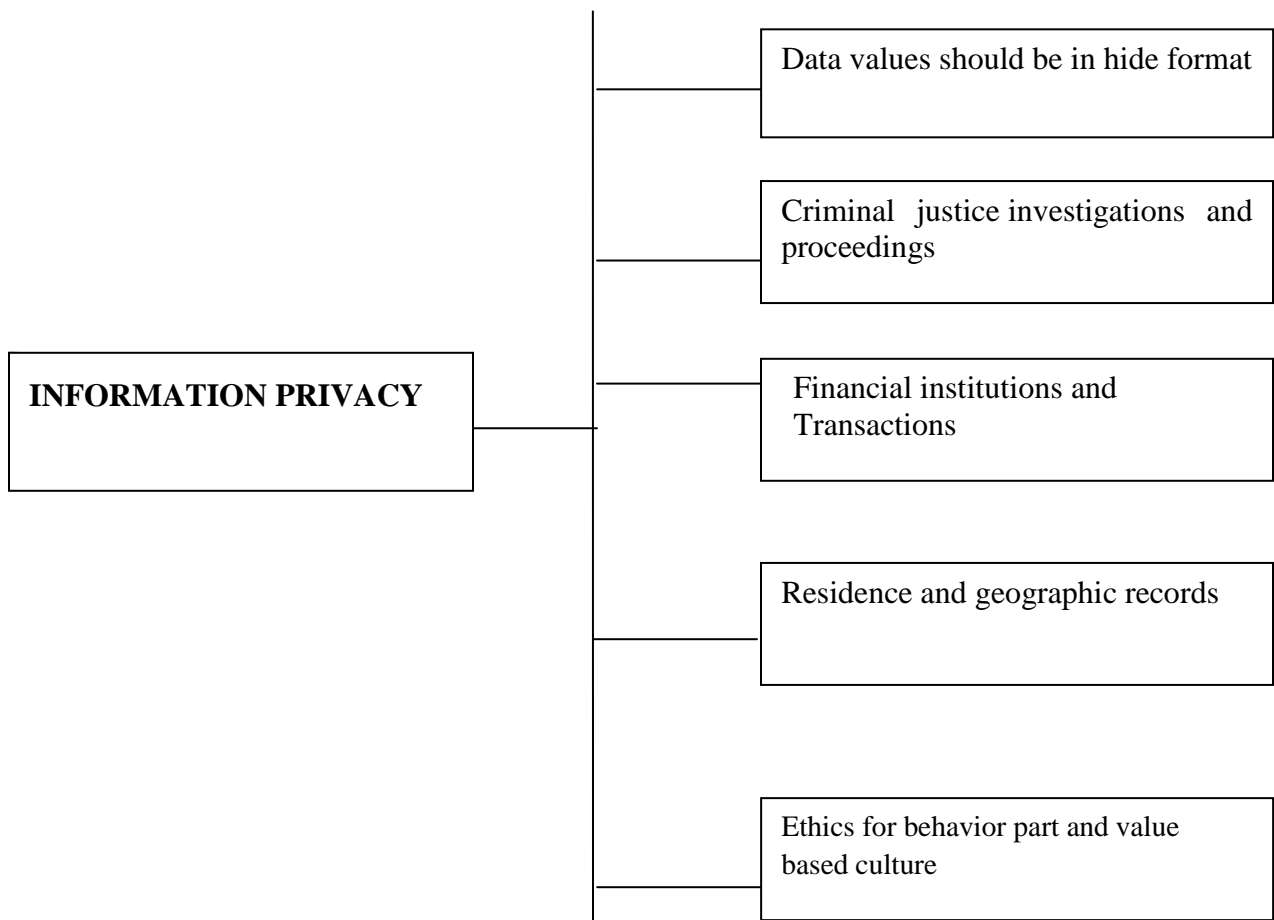 Data values should be in hide format
Criminal justice investigations and
proceedings
INFORMATION PRIVACY
Financial institutions and
Transactions
Residence and geographic records
Ethics for behavior part and value
based culture